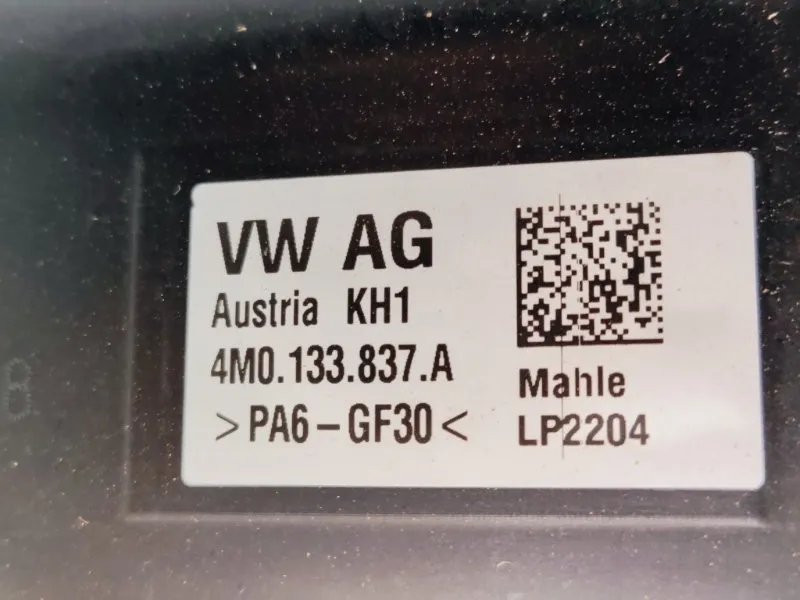 VW AG
Austria KH1
4M0.133.837.A
>PA6-GF30<
Mahle
LP2204